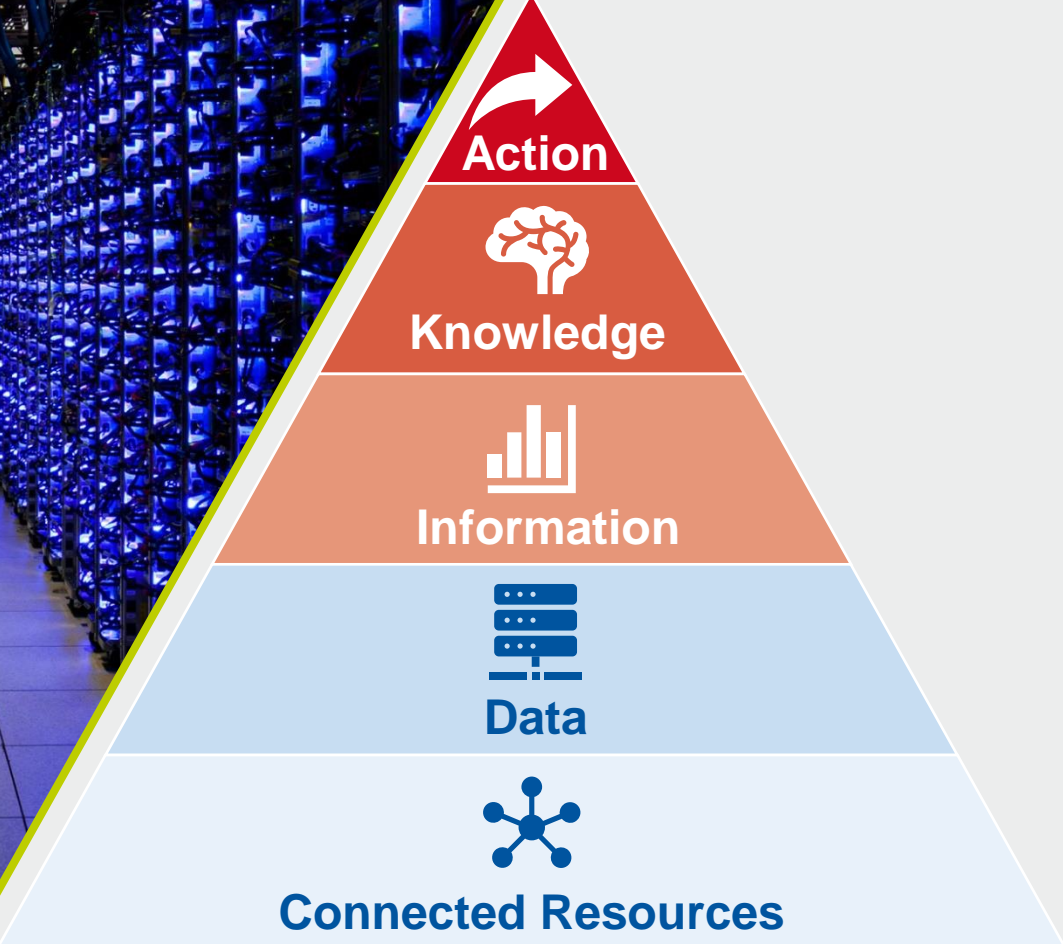 Action
Knowledge
Information
Data
Connected Resources